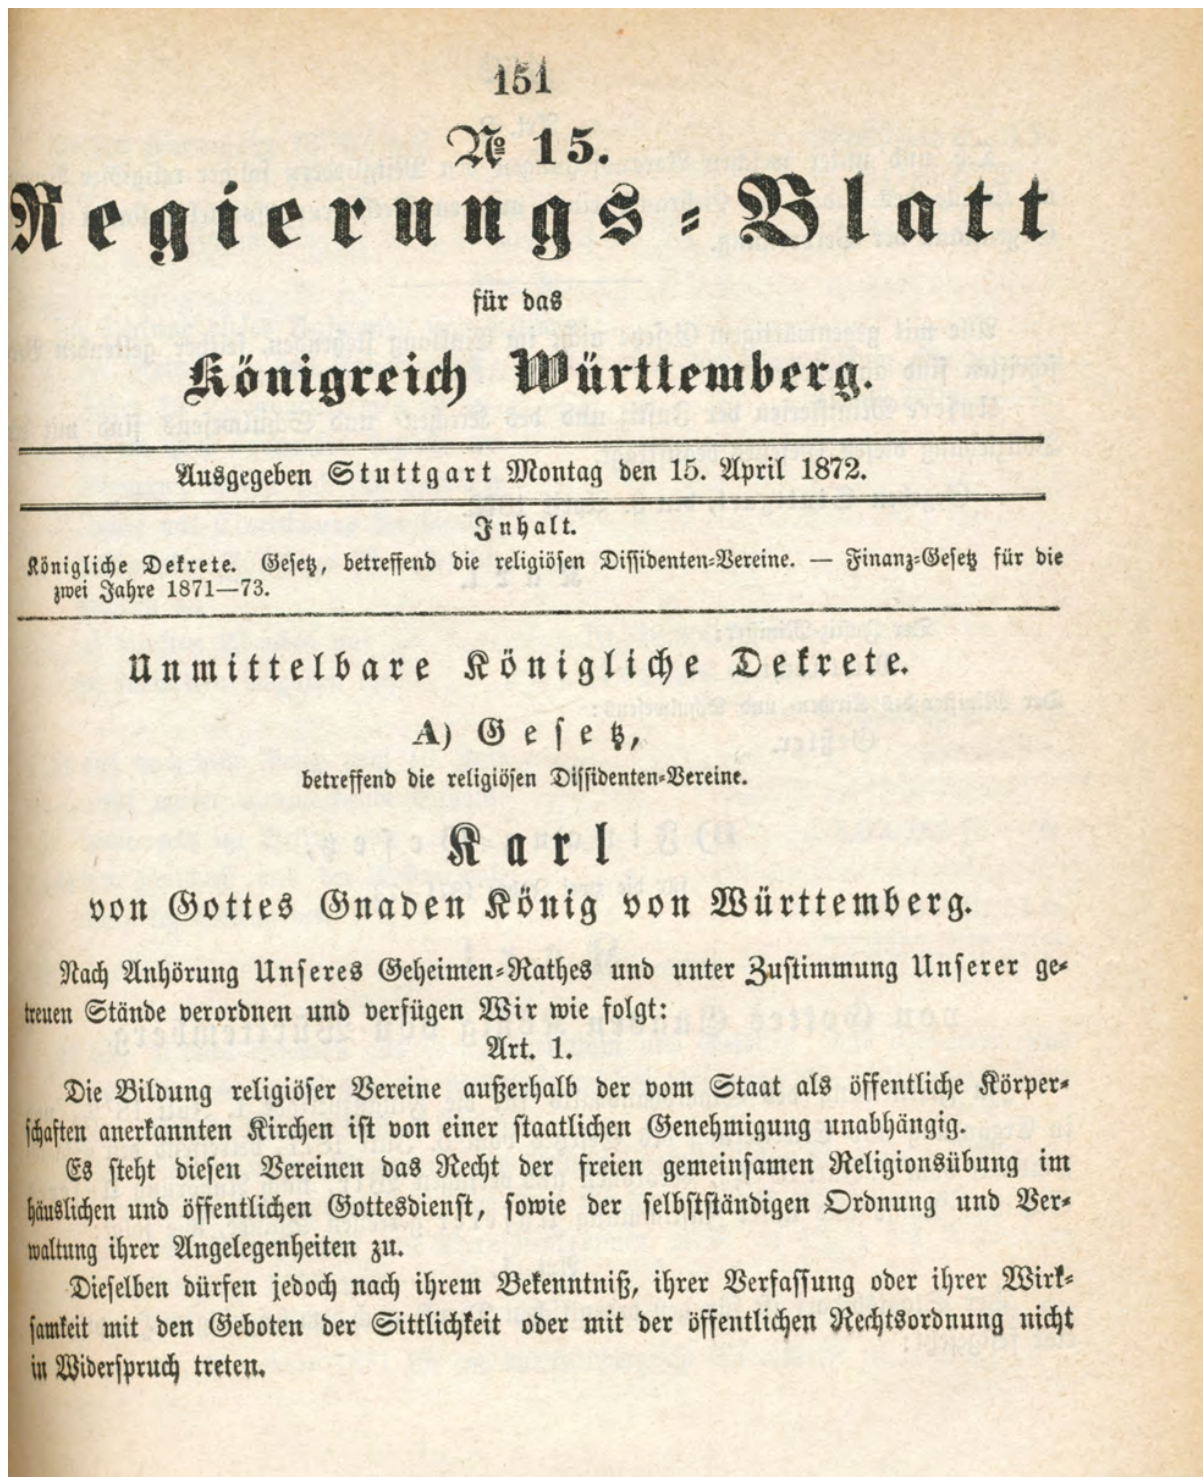 151
№ 15.
Regierungs-Blatt
für das
Königreich Württemberg.
Ausgegeben Stuttgart Montag den 15. April 1872.
Inhalt.
Königliche Dekrete. Gesetz, betreffend die religiösen Dissidenten-Vereine. — Finanz-Gesetz für die
zwei Jahre 1871—73.
Unmittelbare Königliche Dekrete.
A) Gesetz,
betreffend die religiösen Dissidenten-Vereine.
Karl
von Gottes Gnaden König von Württemberg.
Nach Anhörung Unseres Geheimen-Rathes und unter Zustimmung Unserer ge-
treuen Stände verordnen und verfügen Wir wie folgt:
Art. 1.
Die Bildung religiöser Vereine außerhalb der vom Staat als öffentliche Körper-
schaften anerkannten Kirchen ist von einer staatlichen Genehmigung unabhängig.
Es steht diesen Vereinen das Recht der freien gemeinsamen Religionsübung im
häuslichen und öffentlichen Gottesdienst, sowie der selbstständigen Ordnung und Ver-
waltung ihrer Angelegenheiten zu.
Dieselben dürfen jedoch nach ihrem Bekenntniß, ihrer Verfassung oder ihrer Wirk-
samkeit mit den Geboten der Sittlichkeit oder mit der öffentlichen Rechtsordnung nicht
in Widerspruch treten.